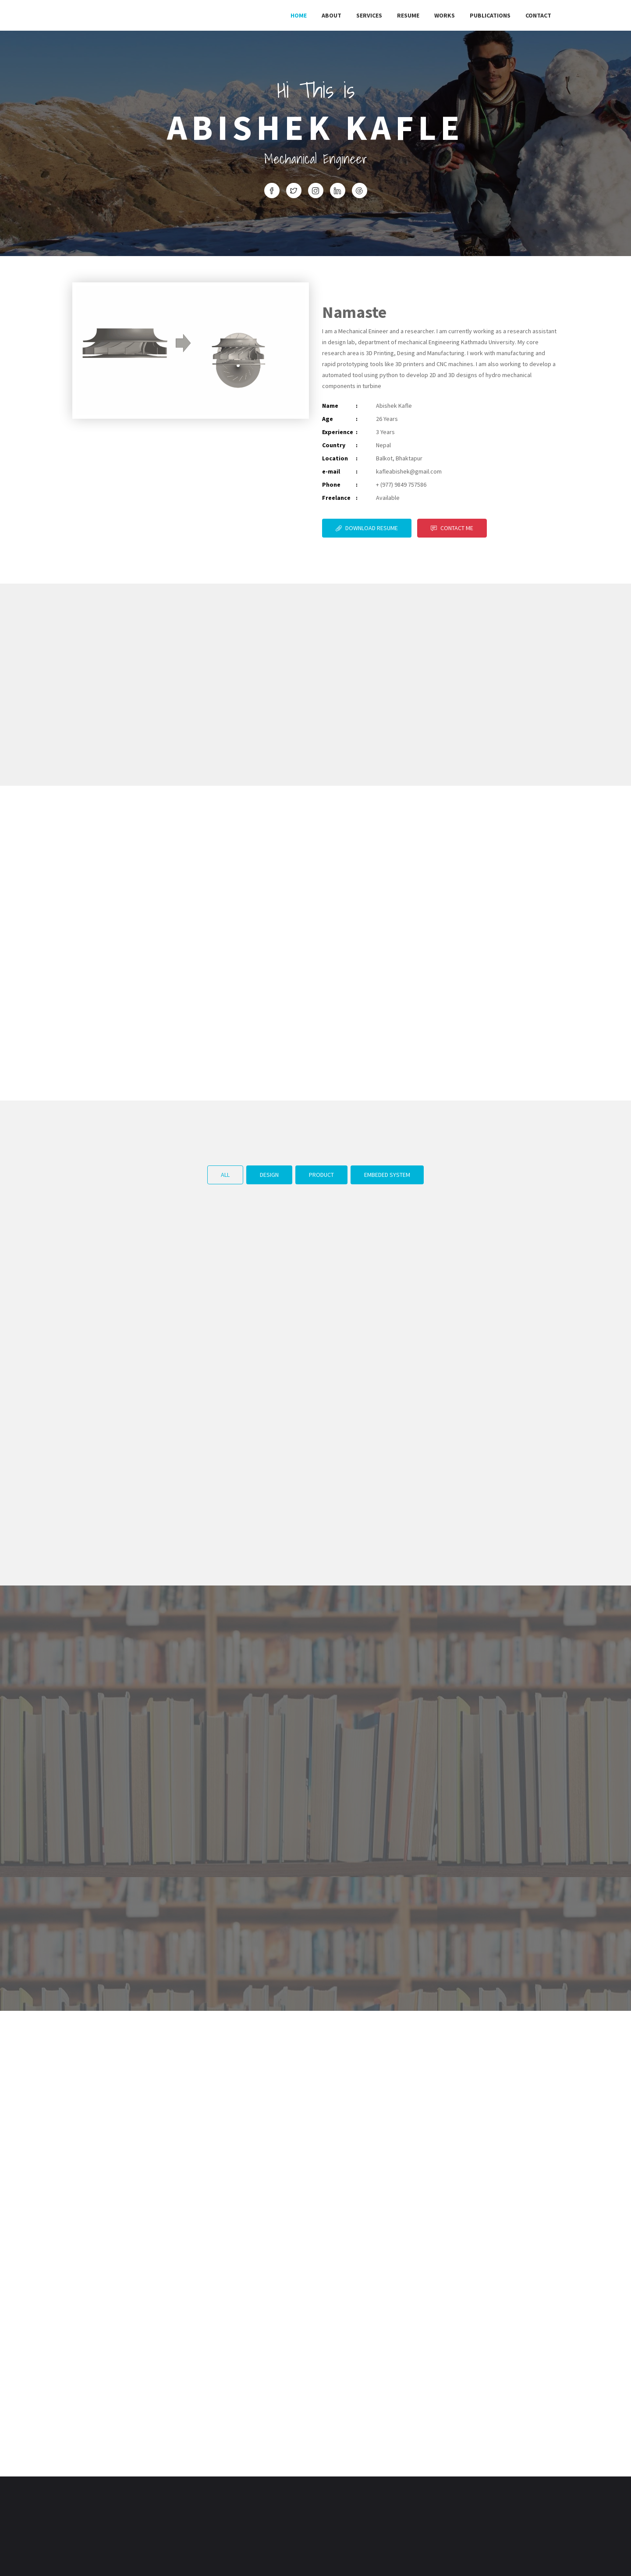 HOME ABOUT SERVICES RESUME WORKS PUBLICATIONS CONTACT
Hi This is
ABISHEK KAFLE
Mechanical Engineer
Namaste
I am a Mechanical Enineer and a researcher. I am currently working as a research assistant
in design lab, department of mechanical Engineering Kathmadu University. My core
research area is 3D Printing, Desing and Manufacturing. I work with manufacturing and
rapid prototyping tools like 3D printers and CNC machines. I am also working to develop a
automated tool using python to develop 2D and 3D designs of hydro mechanical
components in turbine
Name : Abishek Kafle
Age : 26 Years
Experience : 3 Years
Country : Nepal
Location : Balkot, Bhaktapur
e-mail : kafleabishek@gmail.com
Phone : + (977) 9849 757586
Freelance : Available
DOWNLOAD RESUME CONTACT ME
ALL DESIGN PRODUCT EMBEDED SYSTEM